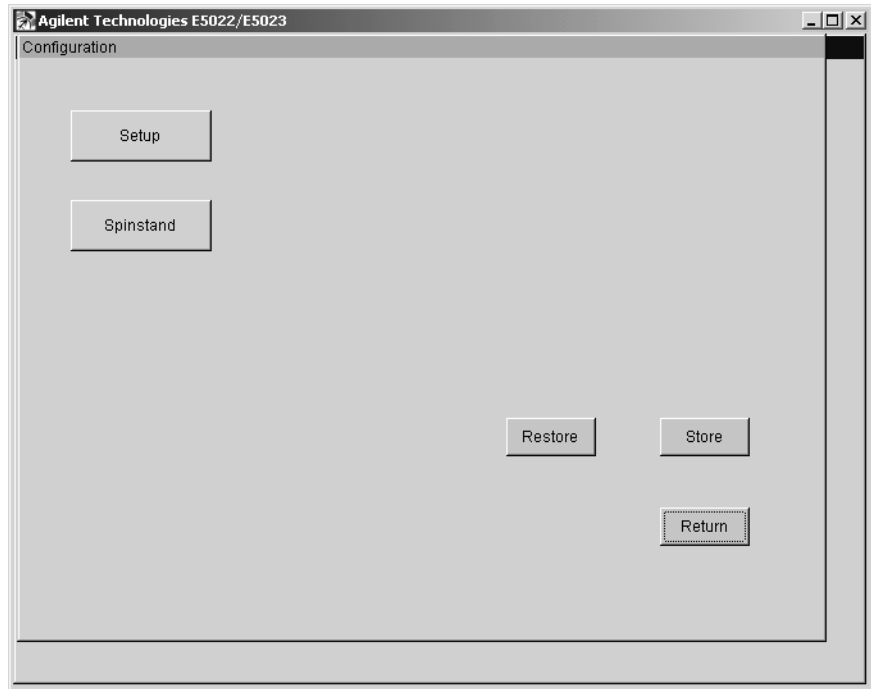 Agilent Technologies E5022/E5023
Configuration
Setup
Spinstand
Restore Store
Return